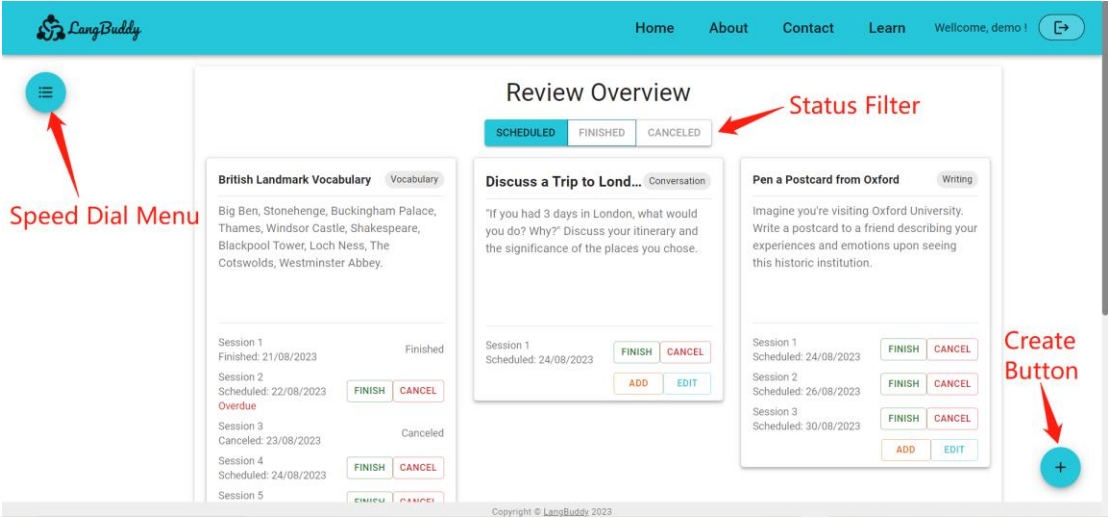 LangBuddy
Home About Contact Learn Wellcome, demo !
Review Overview
Status Filter
SCHEDULED FINISHED CANCELED
Speed Dial Menu
British Landmark Vocabulary Vocabulary
Big Ben, Stonehenge, Buckingham Palace,
Thames, Windsor Castle, Shakespeare,
Blackpool Tower, Loch Ness, The
Cotswolds, Westminster Abbey.
Session 1
Finished: 21/08/2023 Finished
Session 2
Scheduled: 22/08/2023 FINISH CANCEL
Overdue
Session 3
Canceled: 23/08/2023 Canceled
Session 4
Scheduled: 24/08/2023 FINISH CANCEL
Session 5
FINISH CANCEL
Discuss a Trip to Lond... Conversation
"If you had 3 days in London, what would
you do? Why?" Discuss your itinerary and
the significance of the places you chose.
Session 1
Scheduled: 24/08/2023 FINISH CANCEL
ADD EDIT
Pen a Postcard from Oxford Writing
Imagine you're visiting Oxford University.
Write a postcard to a friend describing your
experiences and emotions upon seeing
this historic institution.
Session 1
Scheduled: 24/08/2023 FINISH CANCEL
Session 2
Scheduled: 26/08/2023 FINISH CANCEL
Session 3
Scheduled: 30/08/2023 FINISH CANCEL
ADD EDIT
Create
Button
+
Copyright © LangBuddy 2023